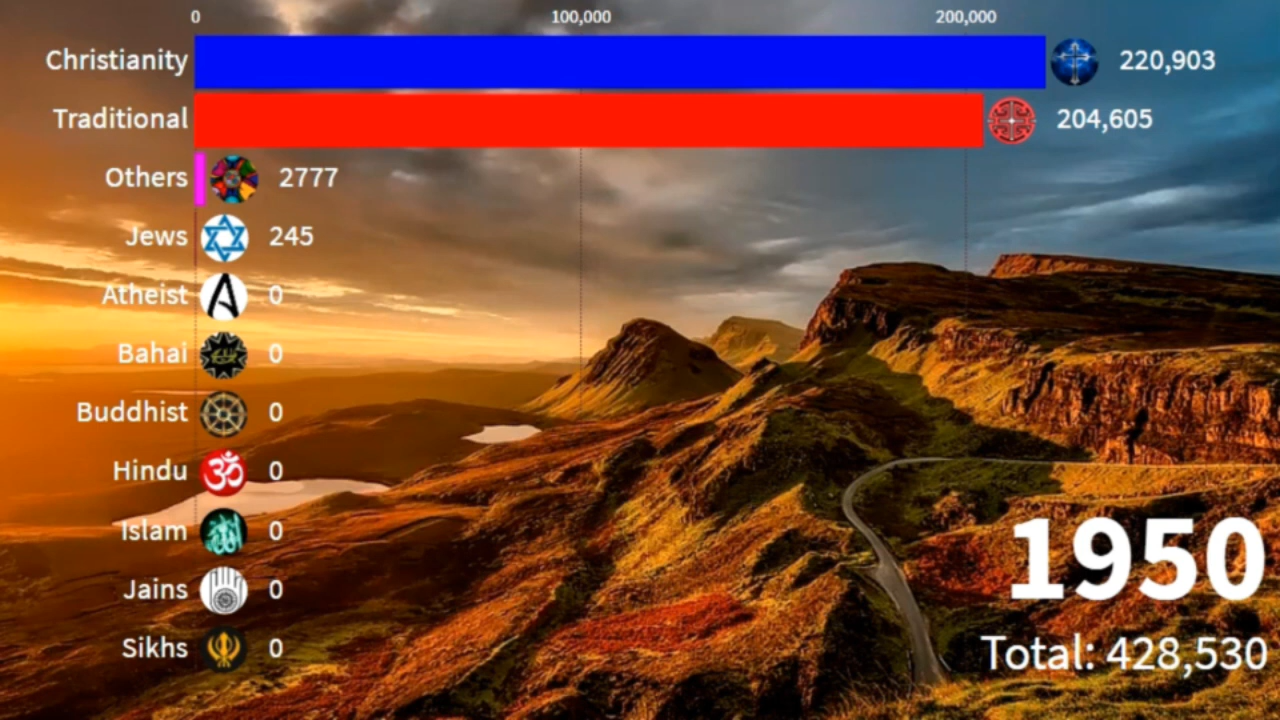 0 100,000 200,000
Christianity 220,903
Traditional 204,605
Others 2777
Jews 245
Atheist 0
Bahai 0
Buddhist 0
Hindu 0
Islam 0
Jains 0
Sikhs 0
1950
Total: 428,530